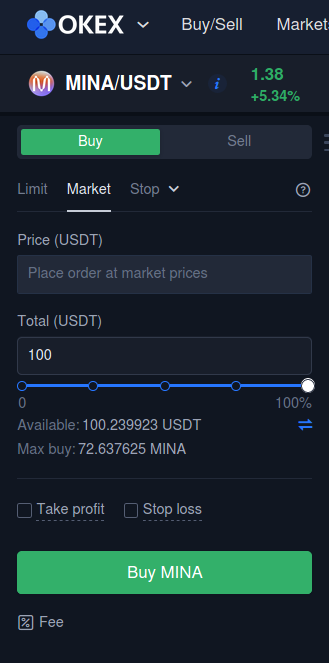 OKEX Buy/Sell Market
MINA/USDT i 1.38
+5.34%
Buy Sell
Limit Market Stop ?
Price (USDT)
Place order at market prices
Total (USDT)
100
0 100%
Available: 100.239923 USDT
Max buy: 72.637625 MINA
Take profit Stop loss
Buy MINA
% Fee